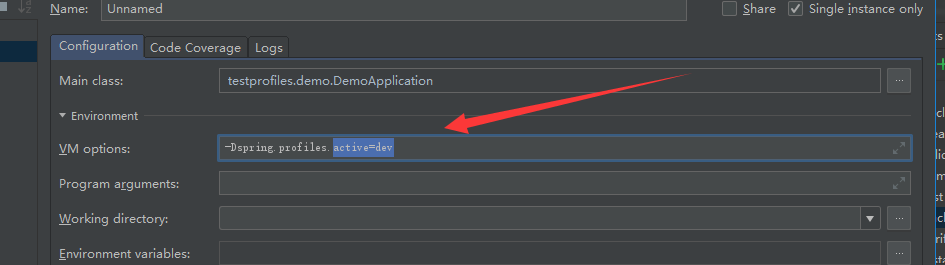 Name: Unnamed Share Single instance only
Configuration Code Coverage Logs
Main class: testprofiles.demo.DemoApplication ...
Environment
VM options: -Dspring.profiles.active=dev
Program arguments:
Working directory: ...
Environment variables: ...